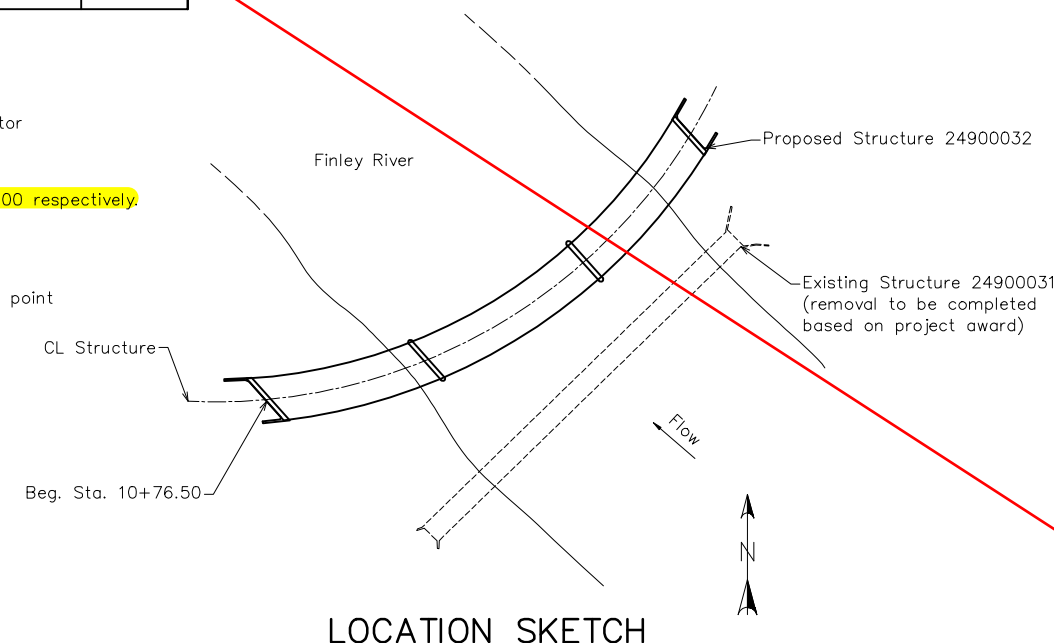 tor
Finley River
Proposed Structure 24900032
00 respectively.
Existing Structure 24900031
(removal to be completed
based on project award)
point
CL Structure
Flow
Beg. Sta. 10+76.50
N
LOCATION SKETCH